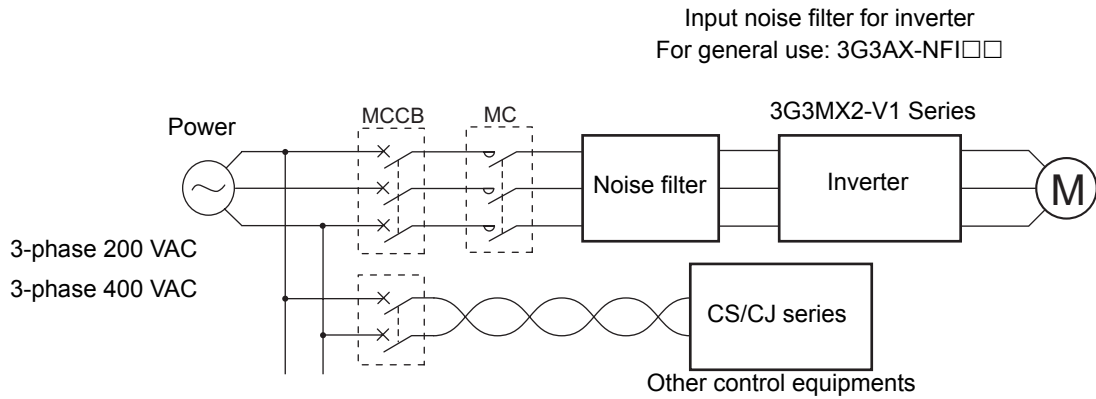 Input noise filter for inverter
For general use: 3G3AX-NFI□□
3G3MX2-V1 Series
MCCB
MC
Power
Noise filter
Inverter
M
3-phase 200 VAC
3-phase 400 VAC
CS/CJ series
Other control equipments